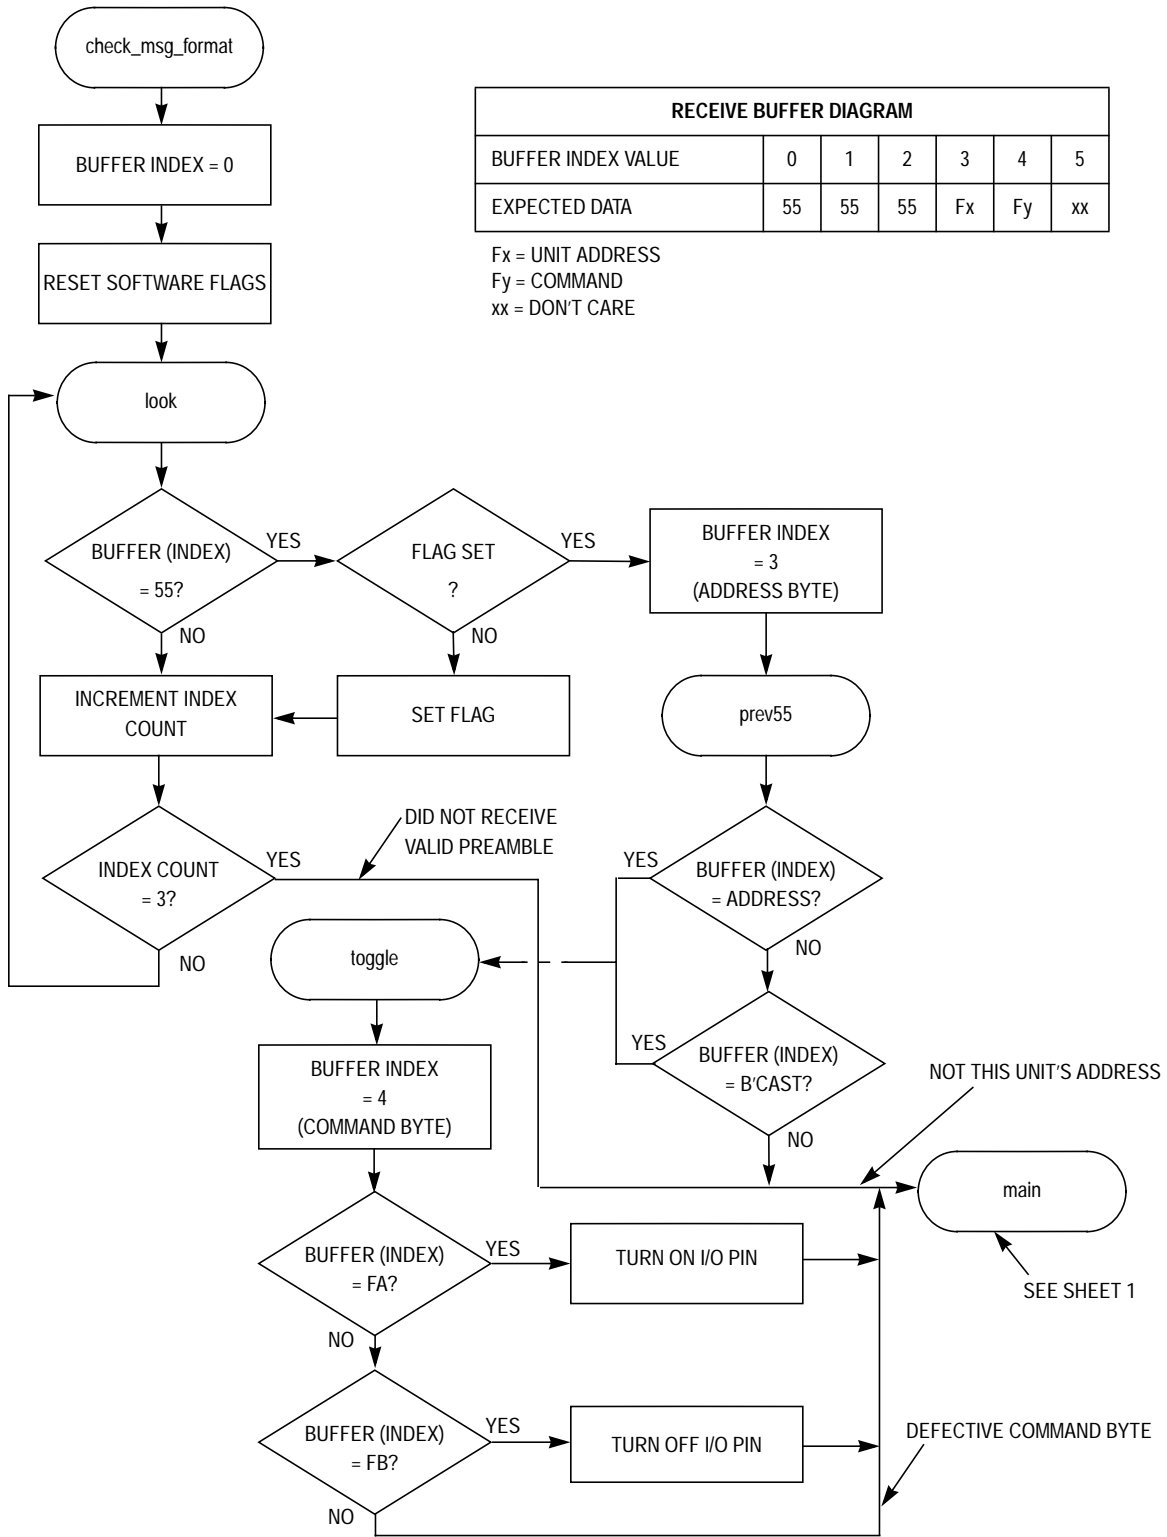 check_msg_format
BUFFER INDEX = 0
RESET SOFTWARE FLAGS
look
RECEIVE BUFFER DIAGRAM
BUFFER INDEX VALUE 0 1 2 3 4 5
EXPECTED DATA 55 55 55 Fx Fy xx
Fx = UNIT ADDRESS
Fy = COMMAND
xx = DON'T CARE
BUFFER (INDEX)
= 55?
YES
NO
FLAG SET
?
YES
NO
BUFFER INDEX
= 3
(ADDRESS BYTE)
INCREMENT INDEX
COUNT
SET FLAG
prev55
INDEX COUNT
= 3?
YES
NO
DID NOT RECEIVE
VALID PREAMBLE
YES
BUFFER (INDEX)
= ADDRESS?
NO
toggle
YES
BUFFER (INDEX)
= B'CAST?
NO
NOT THIS UNIT'S ADDRESS
BUFFER INDEX
= 4
(COMMAND BYTE)
main
SEE SHEET 1
BUFFER (INDEX)
= FA?
YES
NO
TURN ON I/O PIN
BUFFER (INDEX)
= FB?
YES
NO
TURN OFF I/O PIN
DEFECTIVE COMMAND BYTE